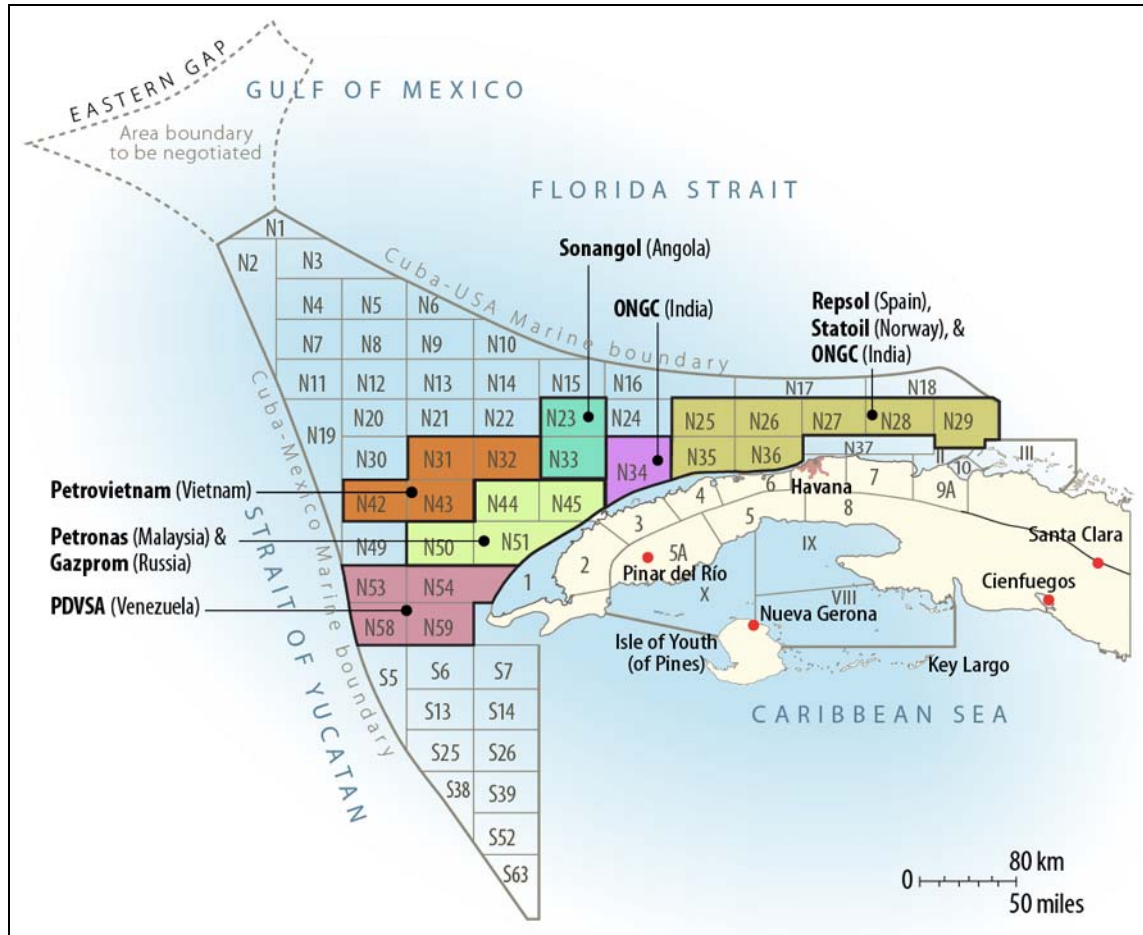 EASTERN GAP
GULF OF MEXICO
Area boundary
to be negotiated
FLORIDA STRAIT
N1
N2
N3
Cuba-USA Marine boundary
Sonangol (Angola)
ONGC (India)
Repsol (Spain),
Statoil (Norway), &
ONGC (India)
N4 N5 N6
N7 N8 N9 N10
N11 N12 N13 N14 N15 N16 N17 N18
N19 N20 N21 N22 N23 N24 N25 N26 N27 N28 N29
N30 N31 N32 N33 N34 N35 N36 N37
II 10 III
Petrovietnam (Vietnam)
N42 N43 N44 N45
4 6 Havana 7 9A
Petronas (Malaysia) &
Gazprom (Russia)
N49 N50 N51
3 5 8
Santa Clara
2 5A IX
Pinar del Río
PDVSA (Venezuela)
N53 N54 1 X VIII
Cienfuegos
N58 N59
Nueva Gerona
Isle of Youth
(of Pines)
Key Largo
Cuba-Mexico Marine boundary
STRAIT OF YUCATAN
S5 S6 S7
S13 S14
CARIBBEAN SEA
S25 S26
S38 S39
S52
S63
80 km
0
50 miles